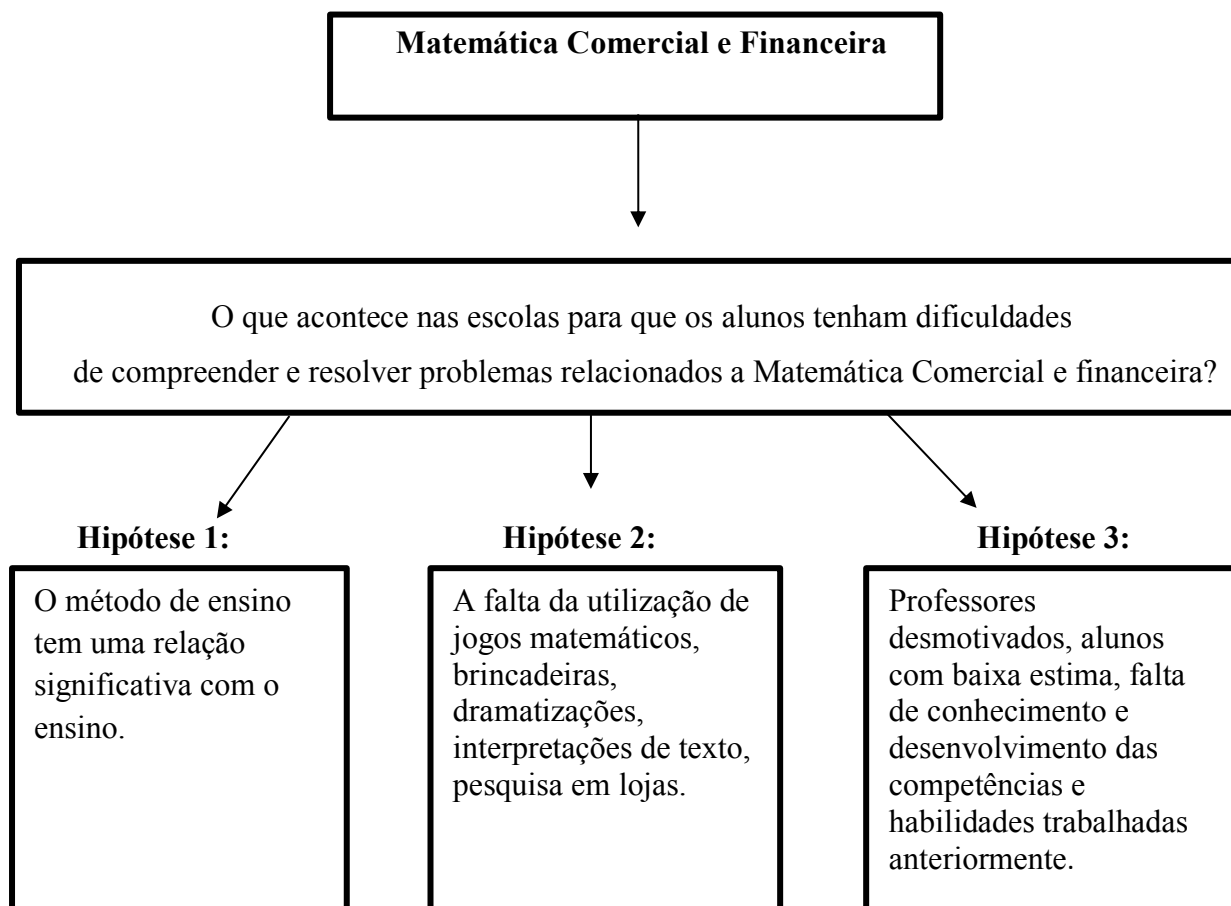 Matemática Comercial e Financeira
O que acontece nas escolas para que os alunos tenham dificuldades
de compreender e resolver problemas relacionados a Matemática Comercial e financeira?
Hipótese 1:
O método de ensino
tem uma relação
significativa com o
ensino.
Hipótese 2:
A falta da utilização de
jogos matemáticos,
brincadeiras,
dramatizações,
interpretações de texto,
pesquisa em lojas.
Hipótese 3:
Professores
desmotivados, alunos
com baixa estima, falta
de conhecimento e
desenvolvimento das
competências e
habilidades trabalhadas
anteriormente.